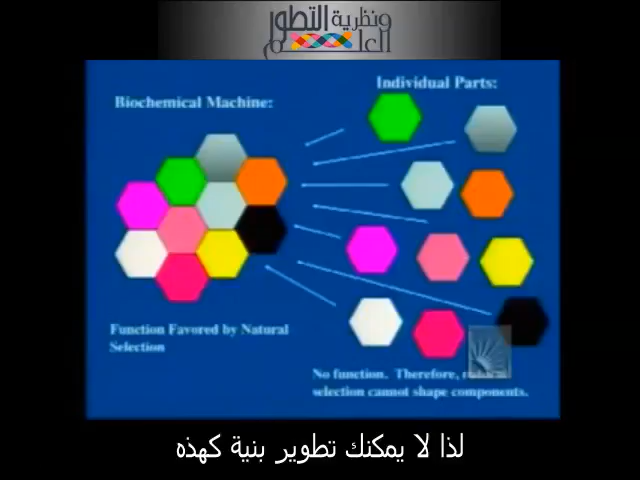 ونظرية التطور
العلم
Individual Parts:
Biochemical Machine:
Function Favored by Natural
Selection
No function. Therefore,
selection cannot shape components.
لذا لا يمكنك تطوير بنية كهذه